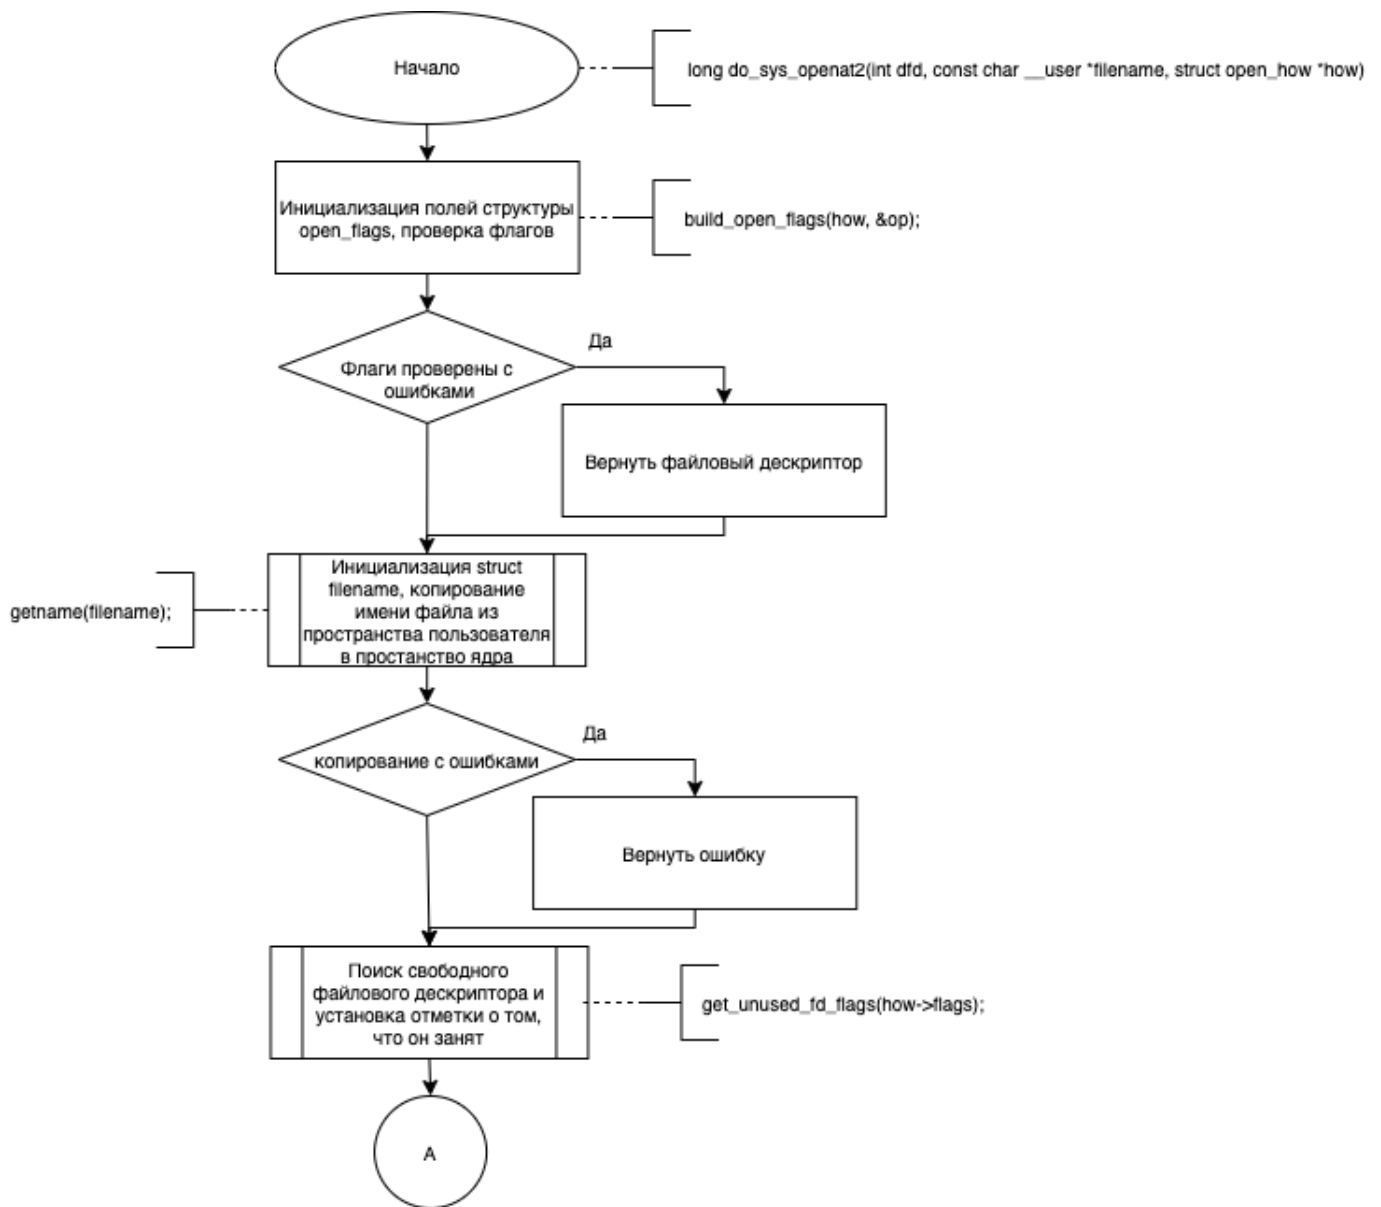 Начало
long do_sys_openat2(int dfd, const char __user *filename, struct open_how *how)
Инициализация полей структуры
open_flags, проверка флагов
build_open_flags(how, &op);
Да
Флаги проверены с
ошибками
Вернуть файловый дескриптор
Инициализация struct
filename, копирование
имени файла из
пространства пользователя
в простанство ядра
getname(filename);
Да
копирование с ошибками
Вернуть ошибку
Поиск свободного
файлового дескриптора и
установка отметки о том,
что он занят
get_unused_fd_flags(how->flags);
А